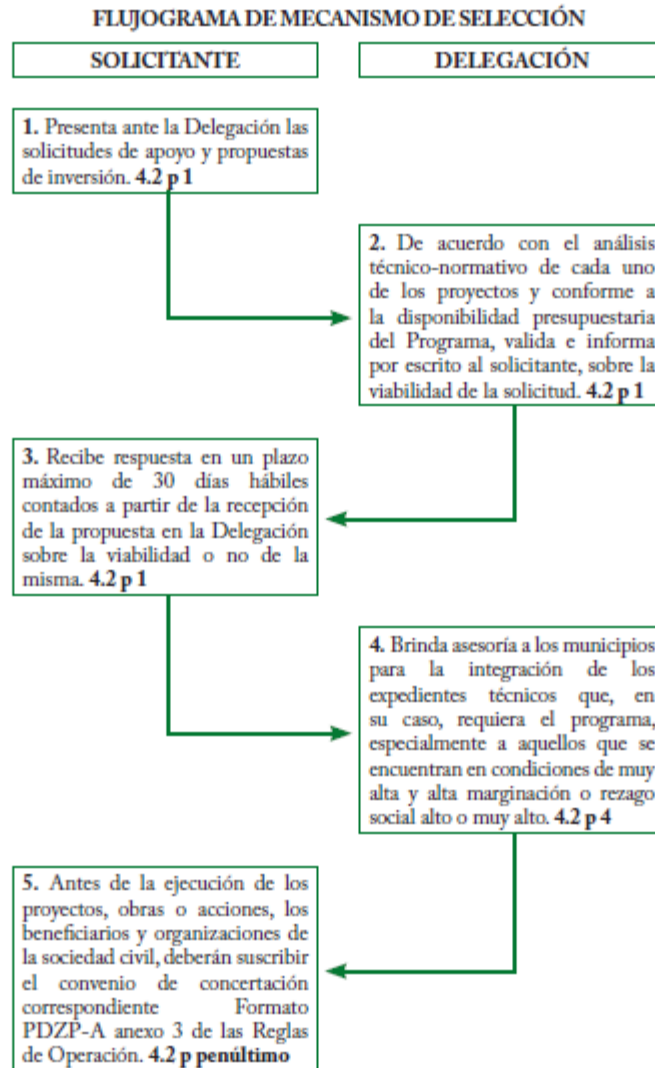 FLUJOGRAMA DE MECANISMO DE SELECCIÓN
SOLICITANTE
DELEGACIÓN
1. Presenta ante la Delegación las
solicitudes de apoyo y propuestas
de inversión. 4.2 p 1
2. De acuerdo con el análisis
técnico-normativo de cada uno
de los proyectos y conforme a
la disponibilidad presupuestaria
del Programa, valida e informa
por escrito al solicitante, sobre la
viabilidad de la solicitud. 4.2 p 1
3. Recibe respuesta en un plazo
máximo de 30 días hábiles
contados a partir de la recepción
de la propuesta en la Delegación
sobre la viabilidad o no de la
misma. 4.2 p 1
4. Brinda asesoría a los municipios
para la integración de los
expedientes técnicos que, en
su caso, requiera el programa,
especialmente a aquellos que se
encuentran en condiciones de muy
alta y alta marginación o rezago
social alto o muy alto. 4.2 p 4
5. Antes de la ejecución de los
proyectos, obras o acciones, los
beneficiarios y organizaciones de
la sociedad civil, deberán suscribir
el convenio de concertación
correspondiente Formato
PDZP-A anexo 3 de las Reglas
de Operación. 4.2 p penúltimo